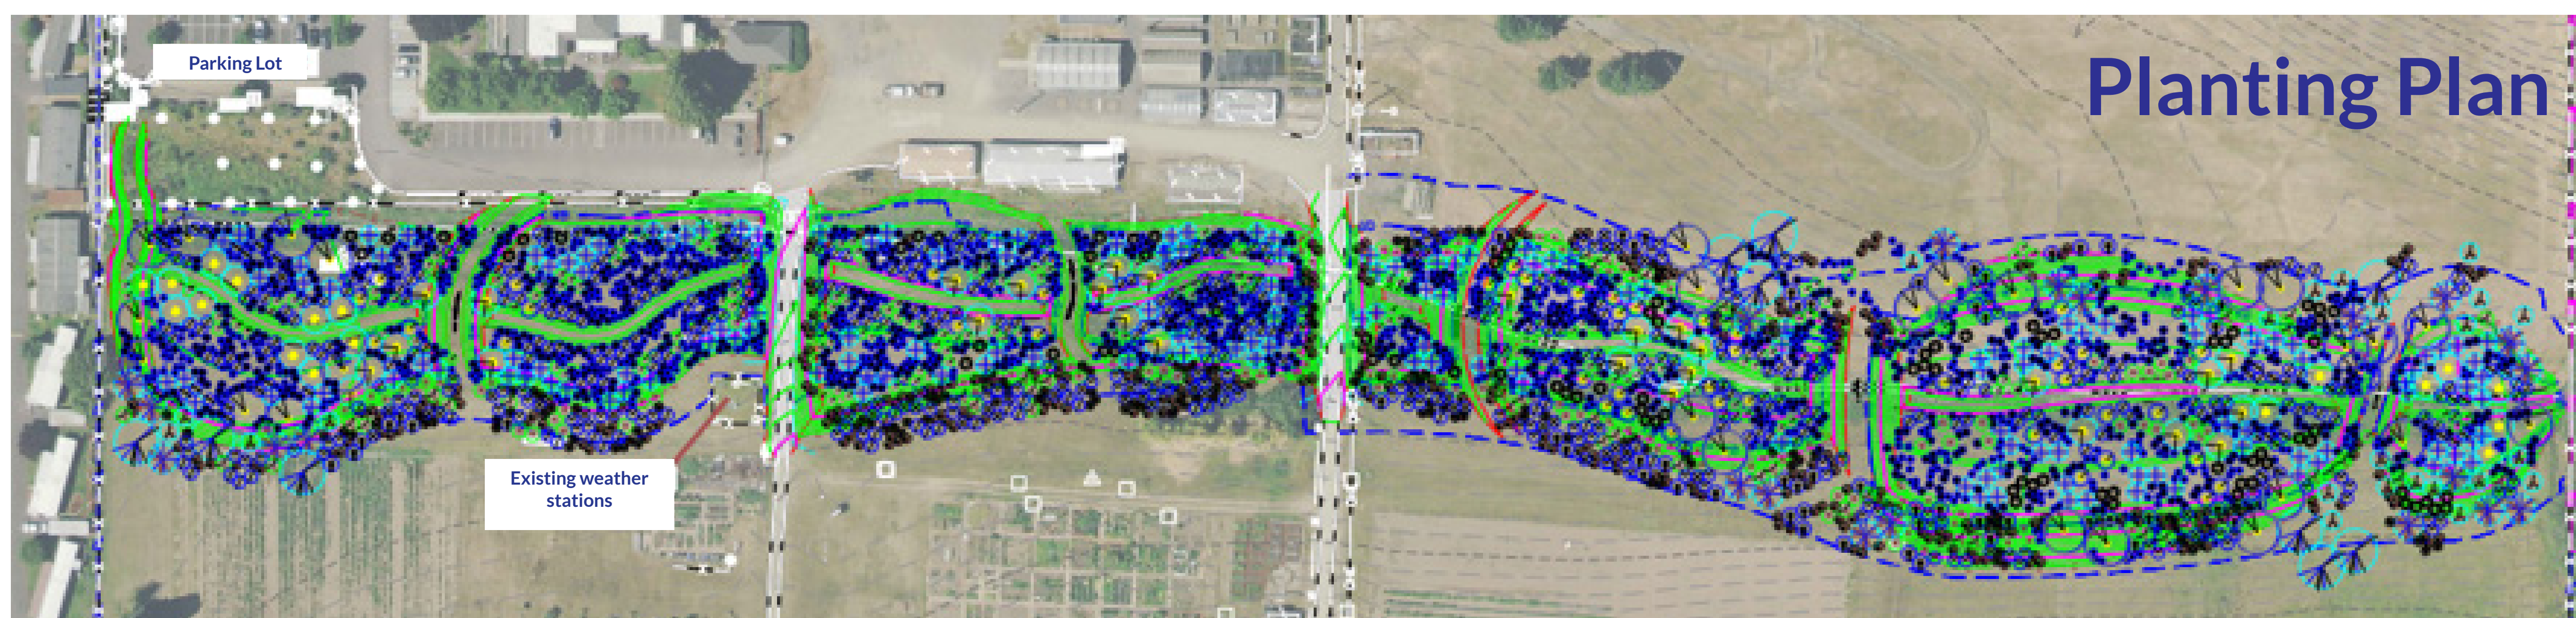 Parking Lot
Planting Plan
Existing weather
stations